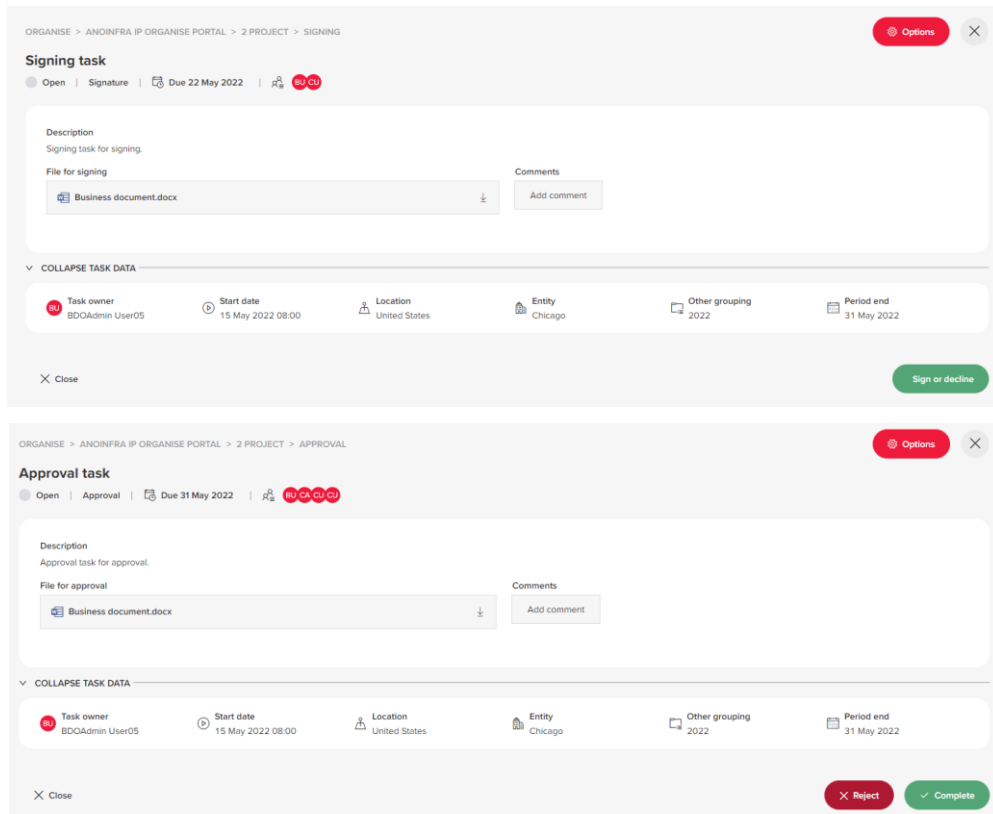 ORGANISE > ANOINFRA IP ORGANISE PORTAL > 2 PROJECT > SIGNING
Options
Signing task
Open | Signature | Due 22 May 2022 | BU CU
Description
Signing task for signing.
File for signing
Comments
Business document.docx
Add comment
COLLAPSE TASK DATA
BU Task owner Start date Location Entity Other grouping Period end
BDOAdmin User05 15 May 2022 08:00 United States Chicago 2022 31 May 2022
Close
Sign or decline
ORGANISE > ANOINFRA IP ORGANISE PORTAL > 2 PROJECT > APPROVAL
Options
Approval task
Open | Approval | Due 31 May 2022 | BU CA CU CU
Description
Approval task for approval.
File for approval
Comments
Business document.docx
Add comment
COLLAPSE TASK DATA
BU Task owner Start date Location Entity Other grouping Period end
BDOAdmin User05 15 May 2022 08:00 United States Chicago 2022 31 May 2022
Close
Reject
Complete